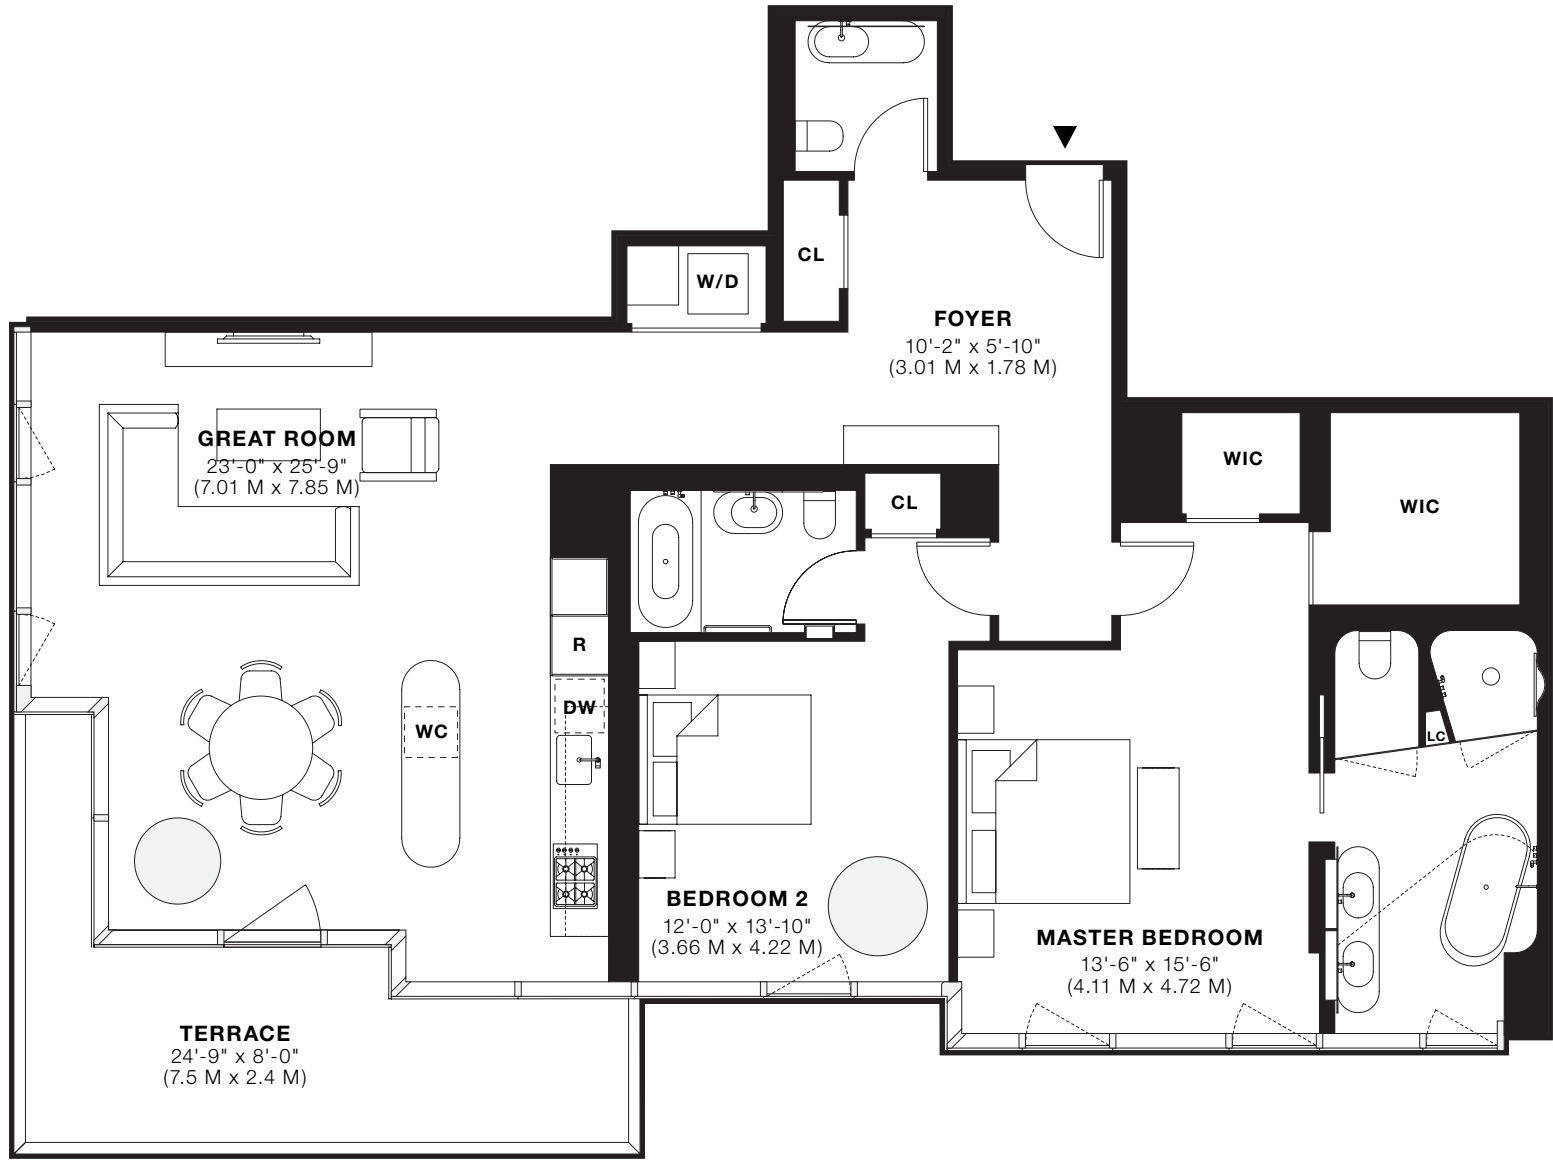 CL
W/D
FOYER
10'-2" x 5'-10"
(3.01 M x 1.78 M)
GREAT ROOM
23'-0" x 25'-9"
(7.01 M x 7.85 M)
WIC
WIC
CL
R
DW
WC
LC
BEDROOM 2
12'-0" x 13'-10"
(3.66 M x 4.22 M)
MASTER BEDROOM
13'-6" x 15'-6"
(4.11 M x 4.72 M)
TERRACE
24'-9" x 8'-0"
(7.5 M x 2.4 M)